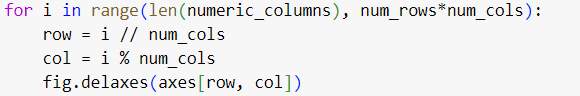 for i in range(len(numeric_columns), num_rows*num_cols):
    row = i // num_cols
    col = i % num_cols
    fig.delaxes(axes[row, col])